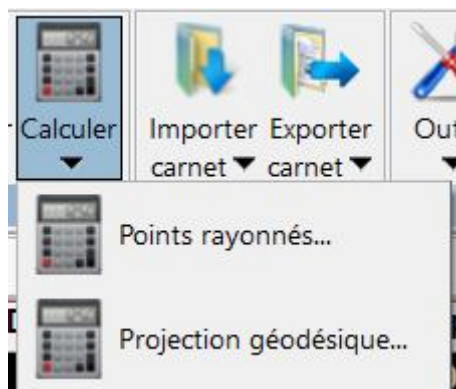 Calculer
Importer carnet
Exporter carnet
Points rayonnés...
Projection géodésique...